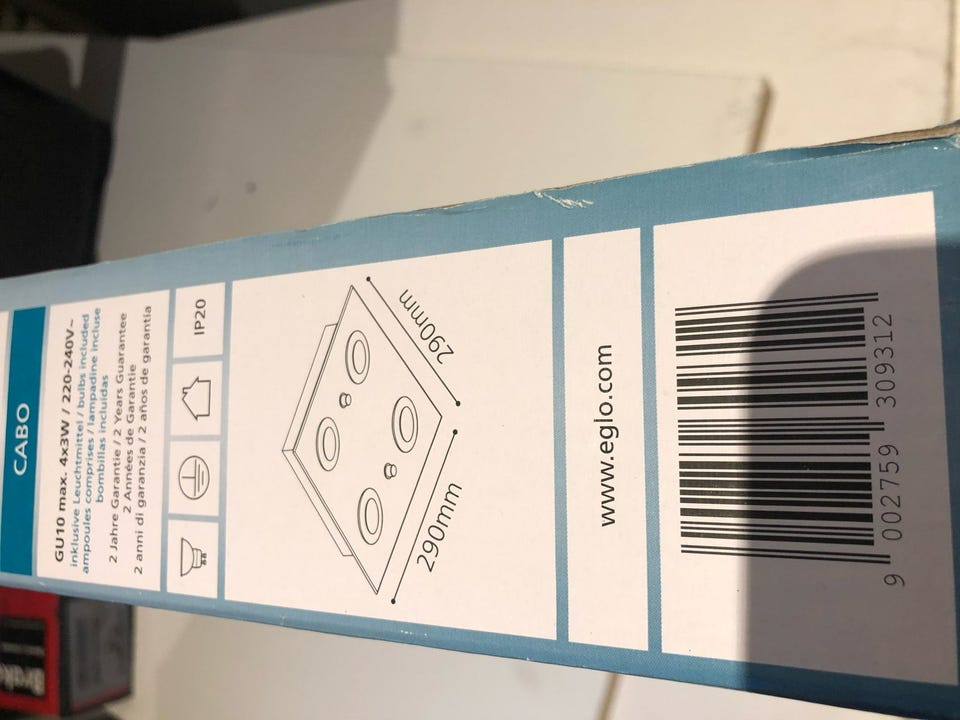 CABO
GU10 max. 4x3W / 220-240V~
inklusive Leuchtmittel / bulbs included
ampoules comprises / lampadine incluse
bombillas incluidas
2 Jahre Garantie / 2 Years Guarantee
2 Années de Garantie
2 anni di garanzia / 2 años de garantia
IP20
290mm
290mm
www.eglo.com
9 002759 309312